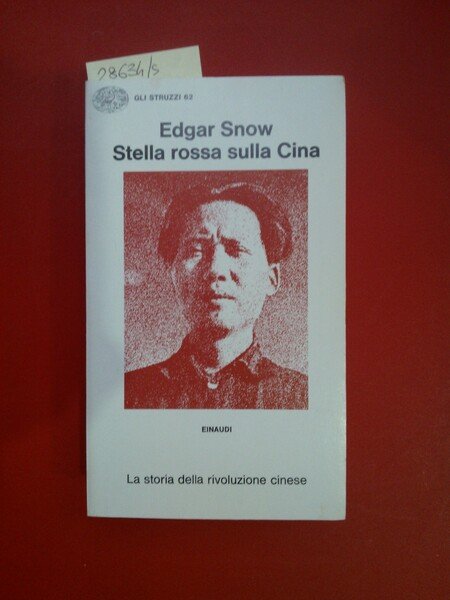 28634/s
GLI STRUZZI 62
Edgar Snow
Stella rossa sulla Cina
EINAUDI
La storia della rivoluzione cinese